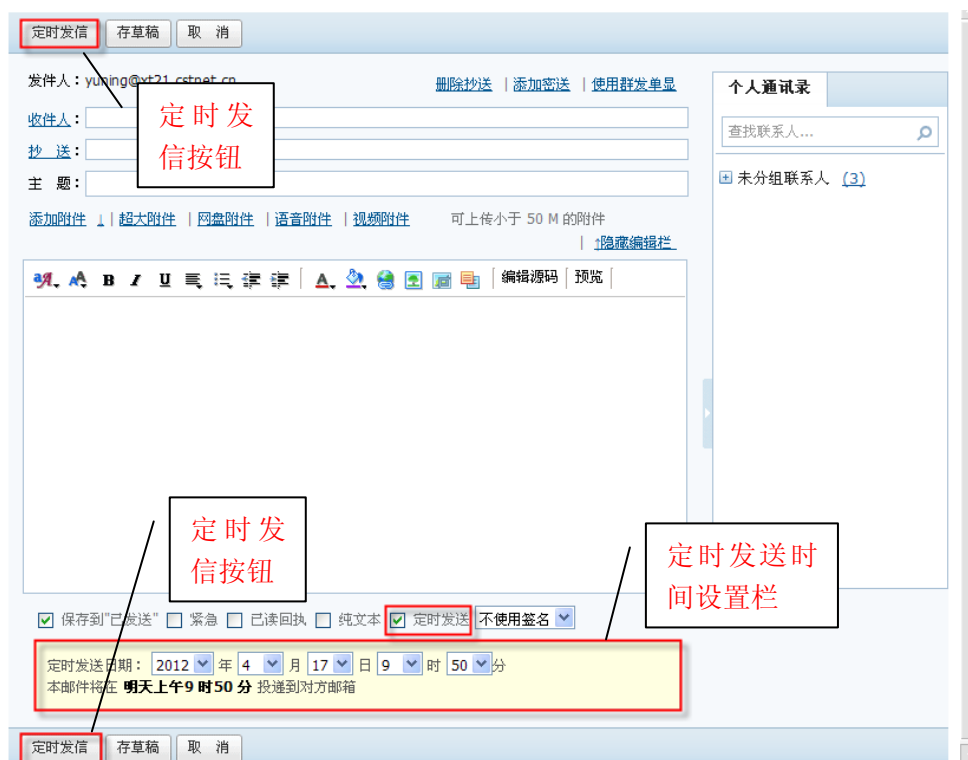 定时发信 存草稿 取 消
发件人：yuning@xt21.cstnet.cn
删除抄送 | 添加密送 | 使用群发单显
个人通讯录
定时发信按钮
收件人：
查找联系人...
抄 送：
主 题：
未分组联系人 (3)
添加附件 ↓ | 超大附件 | 网盘附件 | 语音附件 | 视频附件 可上传小于 50 M 的附件
| ↑隐藏编辑栏
B I U A 编辑源码 预览
定时发
信按钮
定时发送时
间设置栏
保存到"已发送" 紧急 已读回执 纯文本 定时发送 不使用签名
定时发送日期： 2012 年 4 月 17 日 9 时 50 分
本邮件将在 明天上午9 时50 分 投递到对方邮箱
定时发信 存草稿 取 消